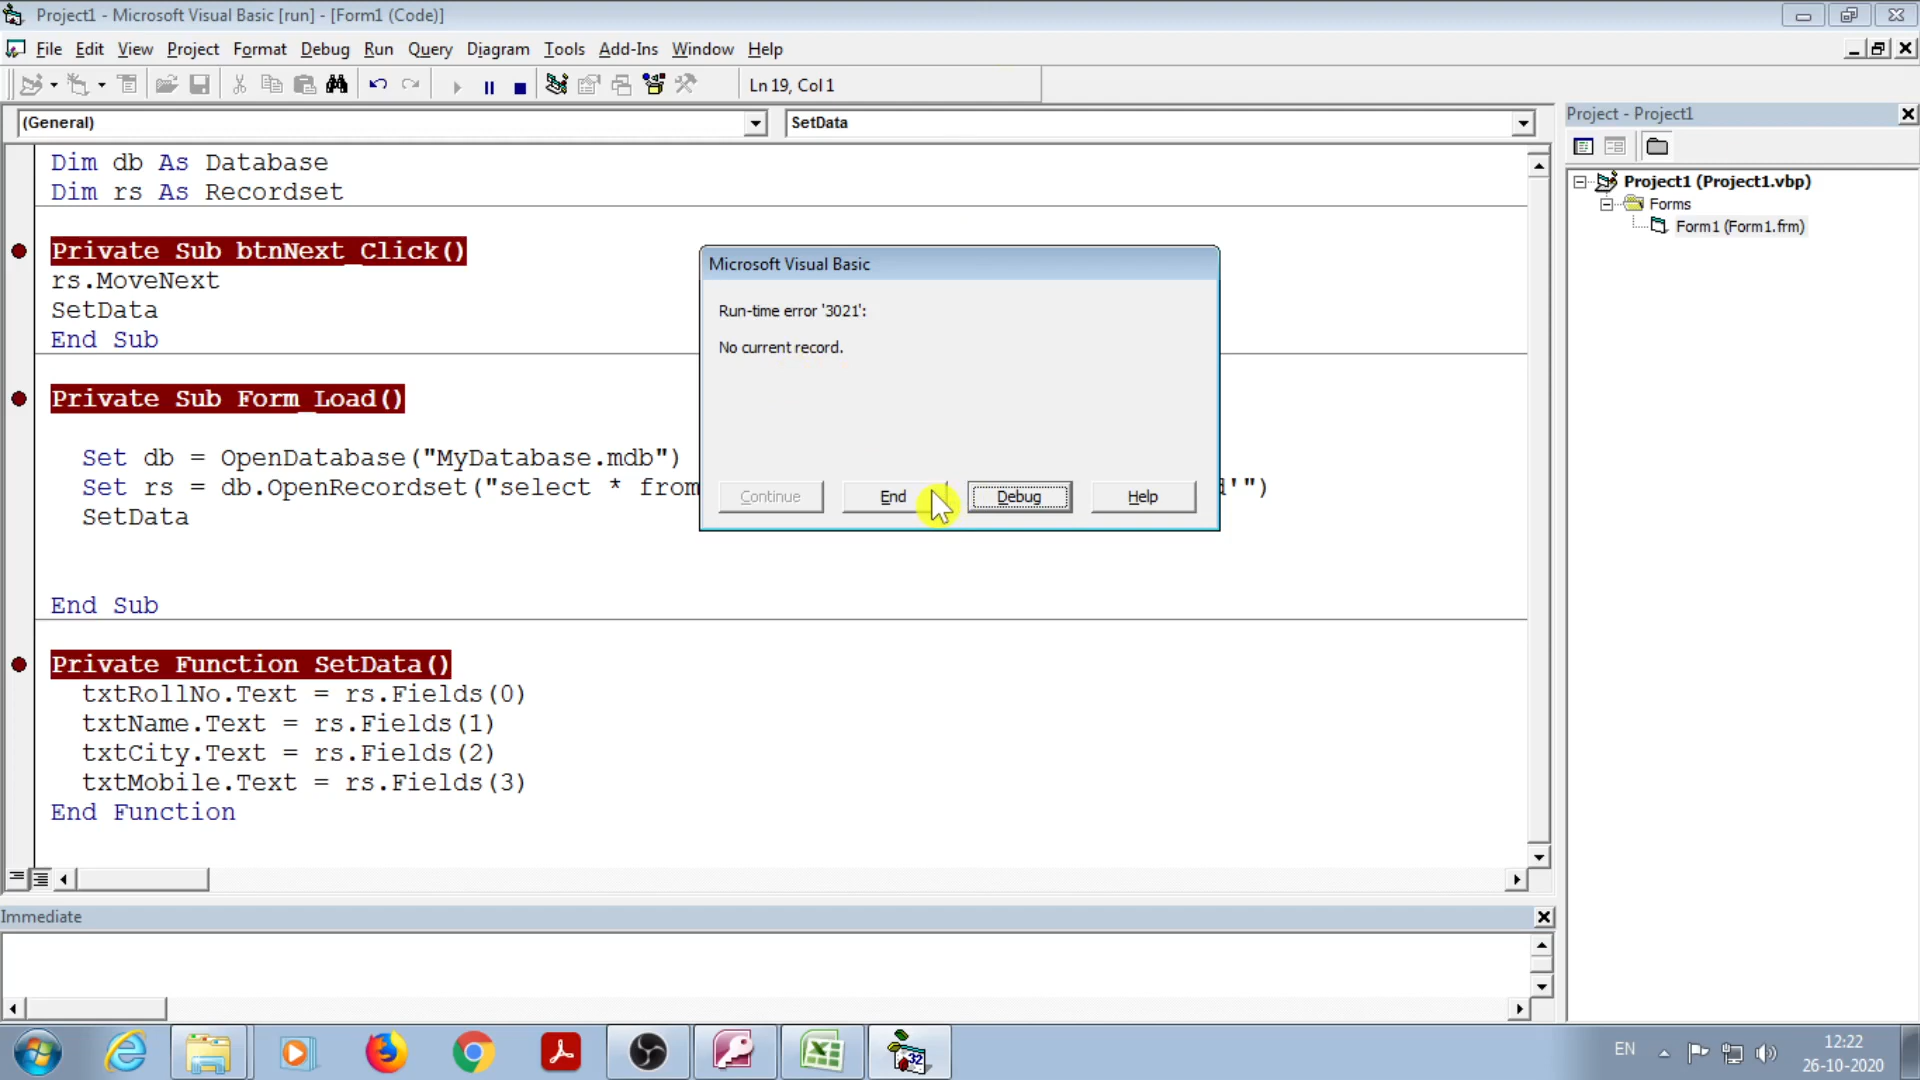 Project1 - Microsoft Visual Basic [run] - [Form1 (Code)]
File Edit View Project Format Debug Run Query Diagram Tools Add-Ins Window Help
Ln 19, Col 1
(General)
SetData
Project - Project1
Dim db As Database
Dim rs As Recordset
Private Sub btnNext_Click()
rs.MoveNext
SetData
End Sub
Private Sub Form_Load()
Set db = OpenDatabase("MyDatabase.mdb")
Set rs = db.OpenRecordset("select * from
'")
SetData
End Sub
Private Function SetData()
txtRollNo.Text = rs.Fields(0)
txtName.Text = rs.Fields(1)
txtCity.Text = rs.Fields(2)
txtMobile.Text = rs.Fields(3)
End Function
Microsoft Visual Basic
Run-time error '3021':
No current record.
Continue End Debug Help
Project1 (Project1.vbp)
Forms
Form1 (Form1.frm)
Immediate
32
EN
12:22
26-10-2020